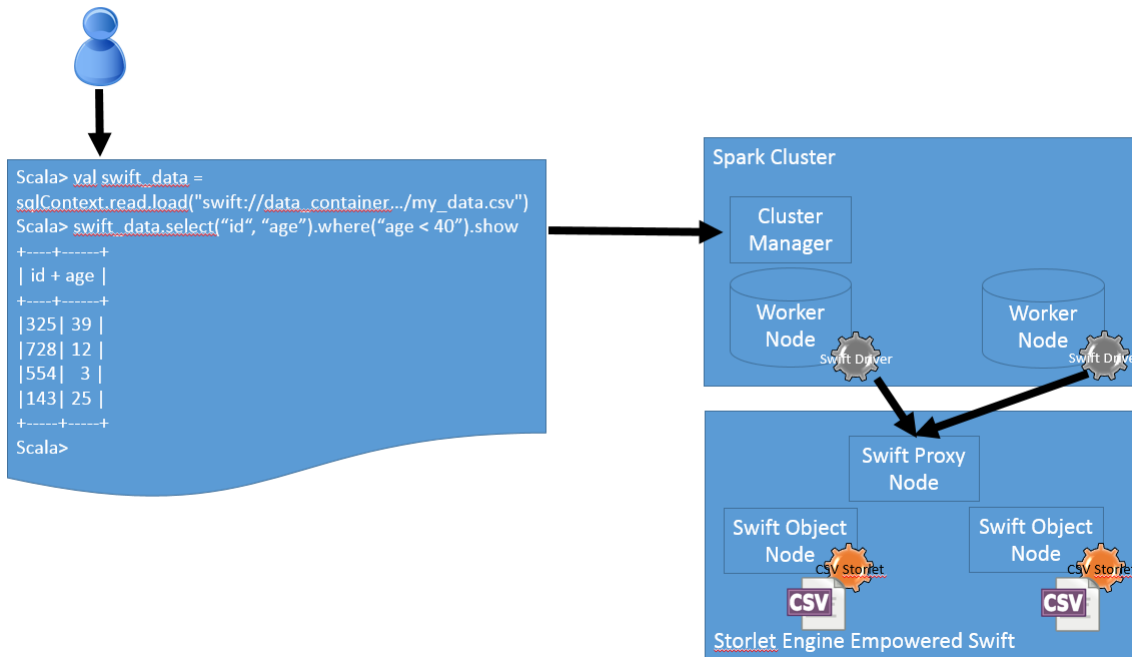 Scala> val swift_data =
sqlContext.read.load("swift://data_container.../my_data.csv")
Scala> swift_data.select(“id“, “age”).where(“age < 40”).show
+----+------+
| id + age |
+----+------+
|325| 39 |
|728| 12 |
|554|   3 |
|143| 25 |
+-----+-----+
Scala>
Spark Cluster
Cluster
Manager
Worker
Node
Swift Driver
Worker
Node
Swift Drive
Swift Proxy
Node
Swift Object
Node
CSV Storlet
CSV
Swift Object
Node
CSV Storlet
CSV
Storlet Engine Empowered Swift